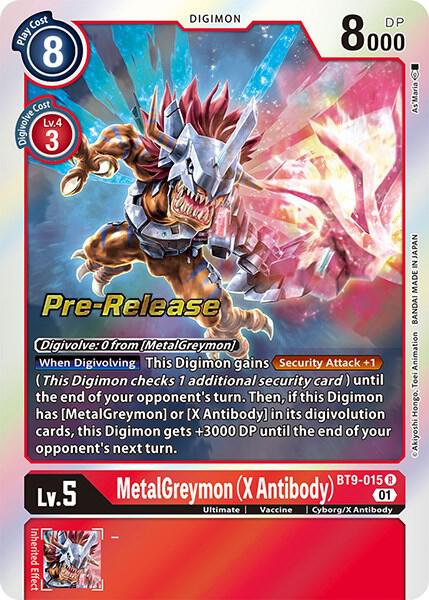 DIGIMON
Play Cost
8
8000
DP
Digivolve Cost
Lv.4
3
As'Maria
Pre-Release
Digivolve: 0 from [MetalGreymon]
When Digivolving This Digimon gains Security Attack +1
(This Digimon checks 1 additional security card) until
the end of your opponent's turn. Then, if this Digimon
has [MetalGreymon] or [X Antibody] in its digivolution
cards, this Digimon gets +3000 DP until the end of your
opponent's next turn.
©Akiyoshi Hongo, Toei Animation BANDAI MADE IN JAPAN
Lv.5
MetalGreymon (X Antibody)
BT9-015 R
01
Ultimate | Vaccine | Cyborg/X Antibody
Inherited Effect
-